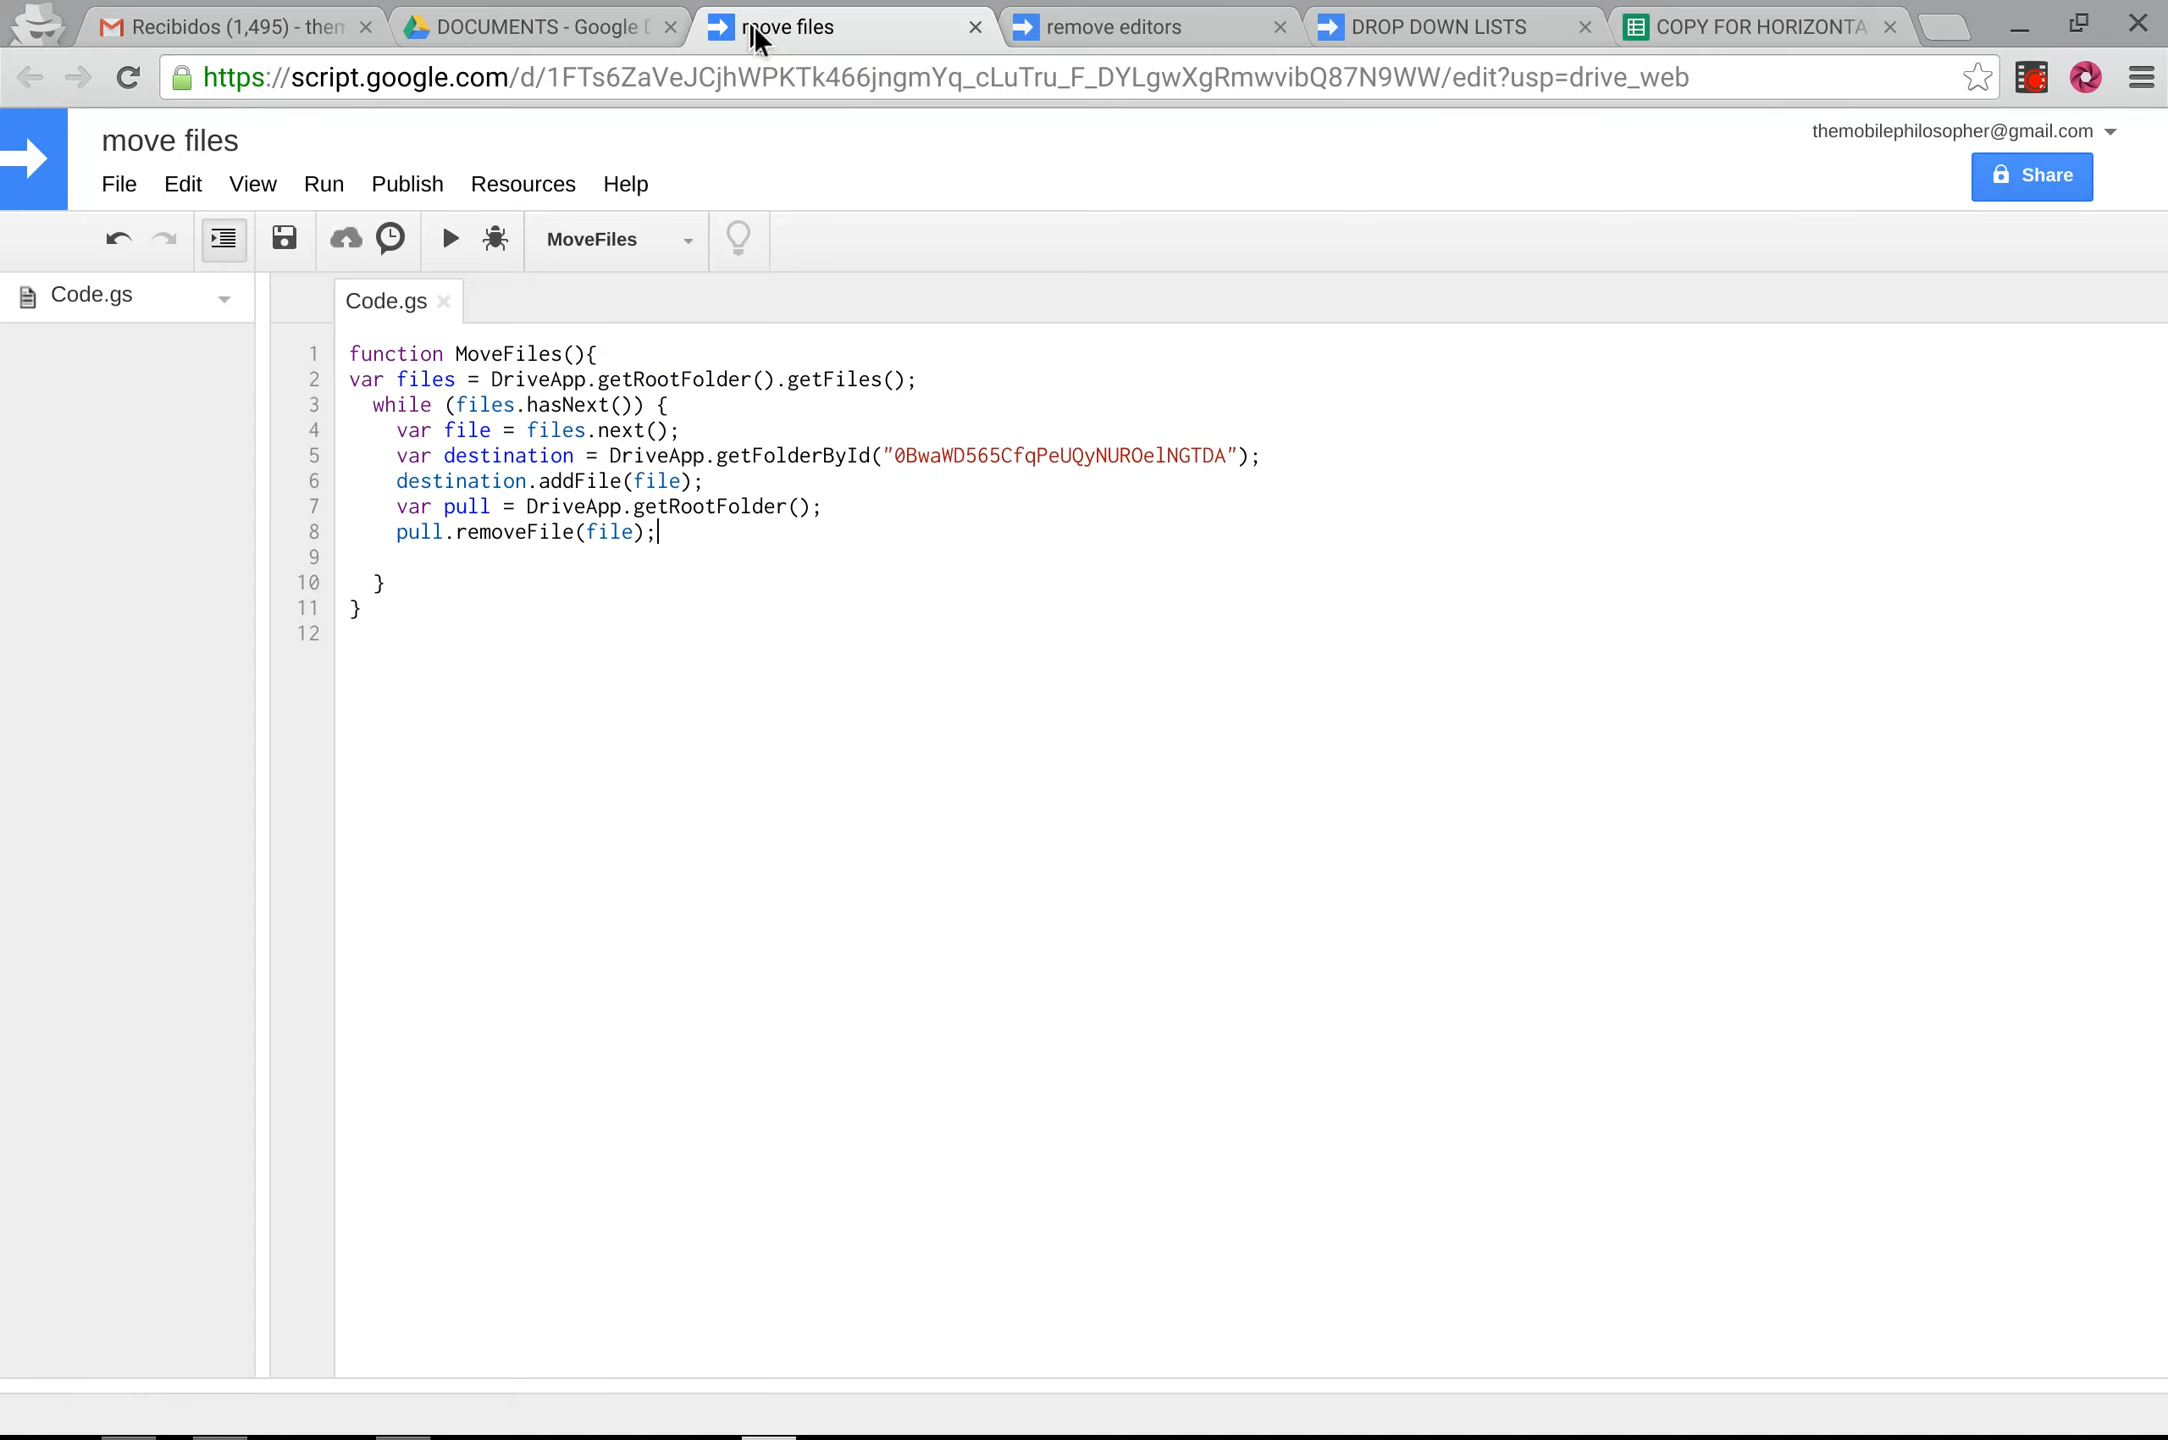 Recibidos (1,495) - them
DOCUMENTS - Google D
move files
remove editors
DROP DOWN LISTS
COPY FOR HORIZONTA
https://script.google.com/d/1FTs6ZaVeJCjhWPKTk466jngmYq_cLuTru_F_DYLgwXgRmwvibQ87N9WW/edit?usp=drive_web
move files
themobilephilosopher@gmail.com
File Edit View Run Publish Resources Help
Share
MoveFiles
Code.gs
Code.gs
1 function MoveFiles(){
2 var files = DriveApp.getRootFolder().getFiles();
3 while (files.hasNext()) {
4 var file = files.next();
5 var destination = DriveApp.getFolderById("0BwaWD565CfqPeUQyNUROelNGTDA");
6 destination.addFile(file);
7 var pull = DriveApp.getRootFolder();
8 pull.removeFile(file);
9
10 }
11 }
12